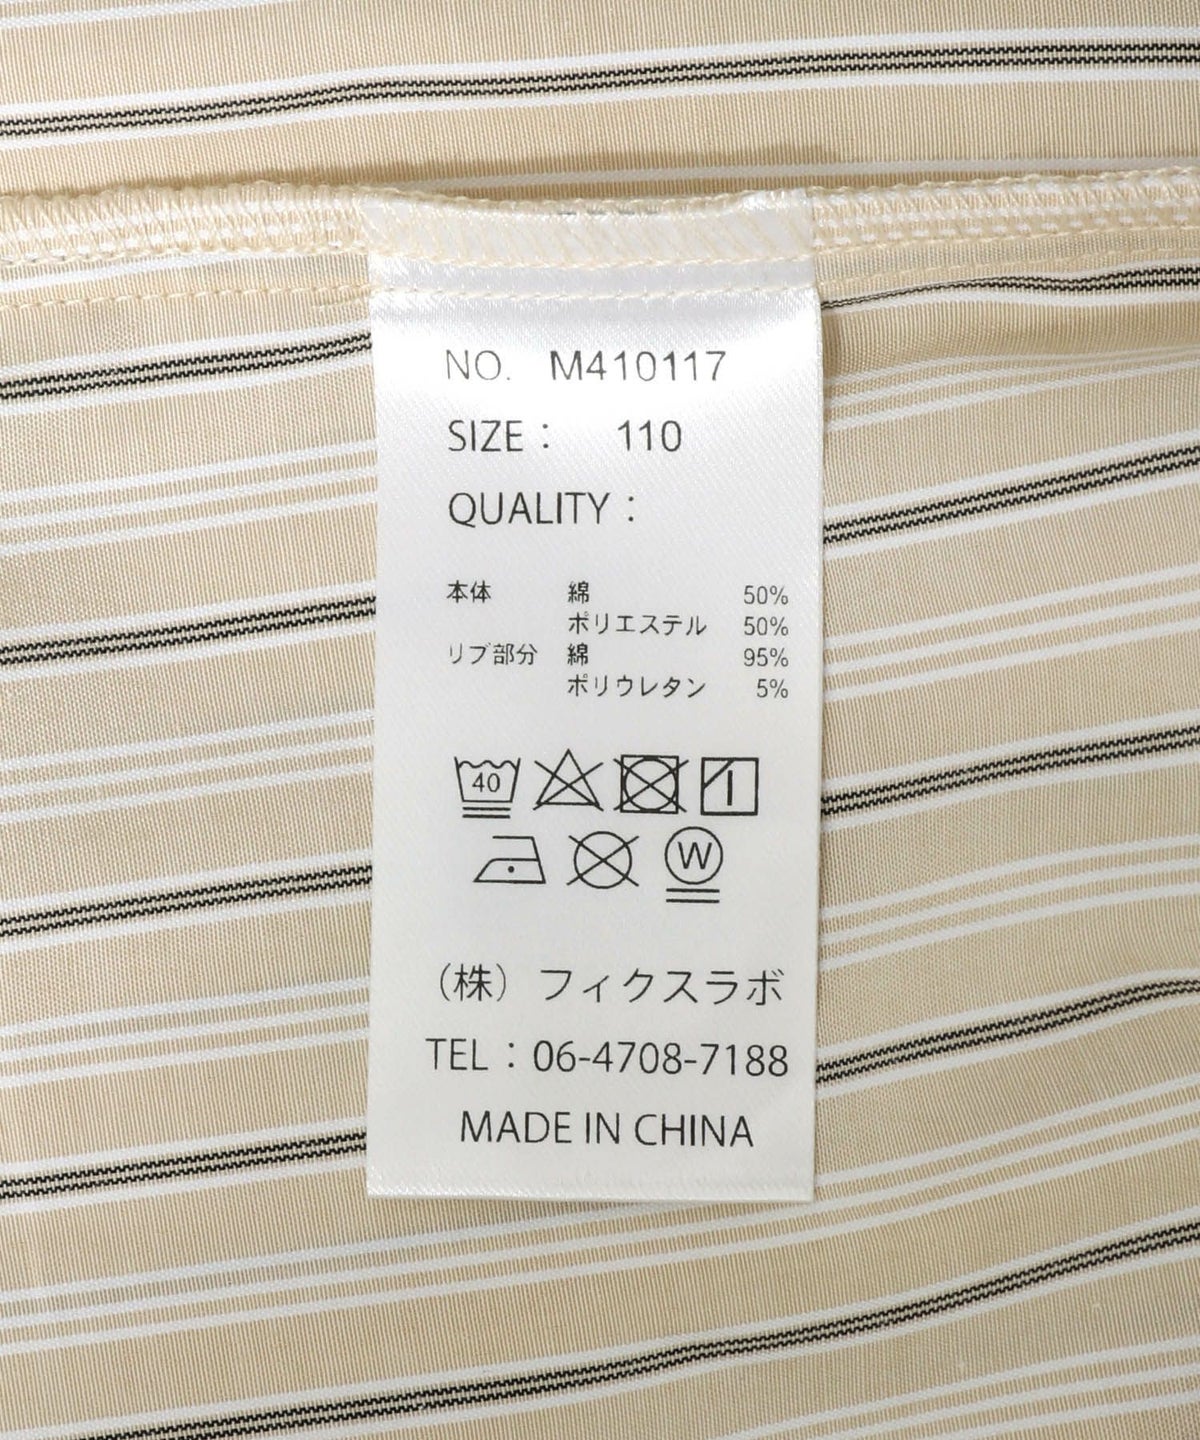 NO. M410117
SIZE： 110
QUALITY：
本体 綿 50%
ポリエステル 50%
リブ部分 綿 95%
ポリウレタン 5%
40
W
（株）フィクスラボ
TEL：06-4708-7188
MADE IN CHINA